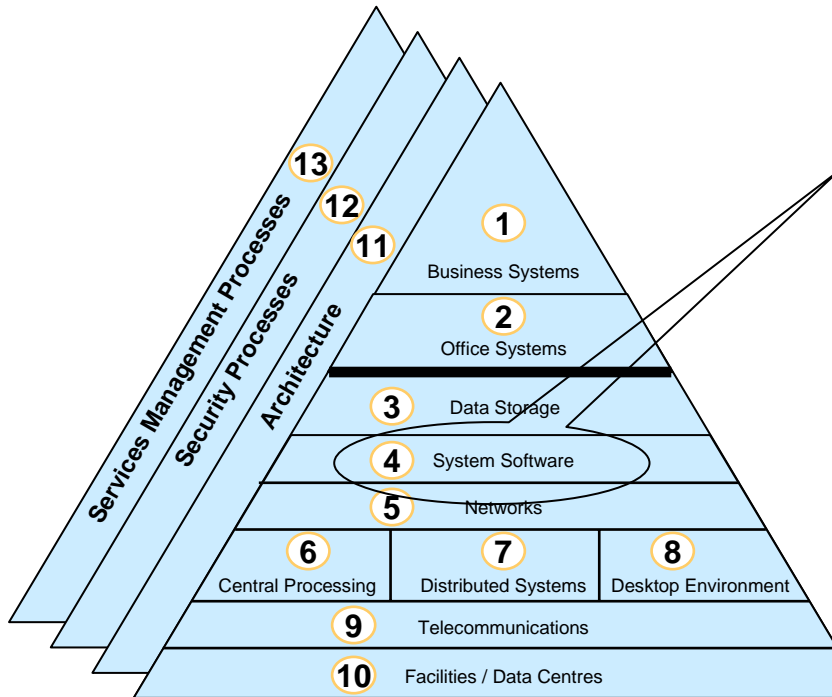 13
Services Management Processes
12
Security Processes
11
Architecture
1
Business Systems
2
Office Systems
3 Data Storage
4 System Software
5 Networks
6
Central Processing
7
Distributed Systems
8
Desktop Environment
9 Telecommunications
10 Facilities / Data Centres